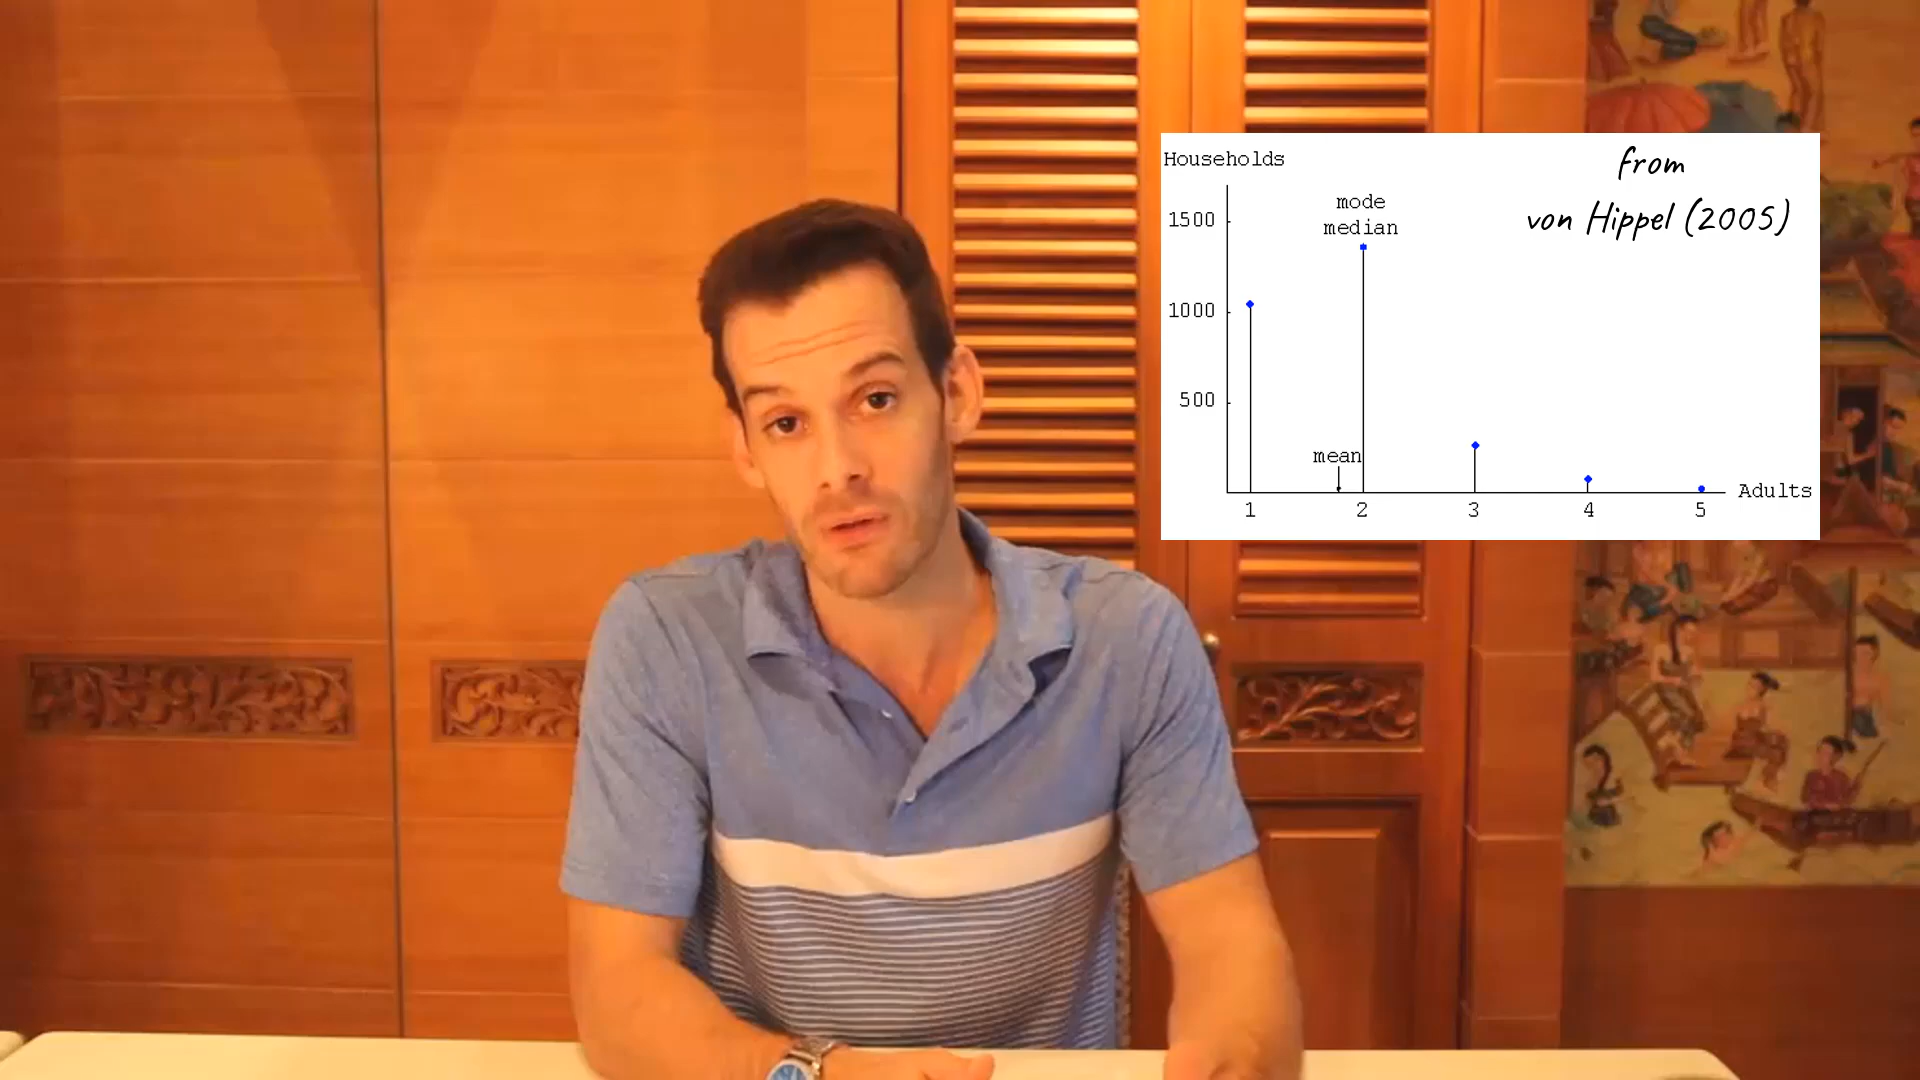 Households
from
von Hippel (2005)
mode
median
1500
1000
500
mean
Adults
1 2 3 4 5